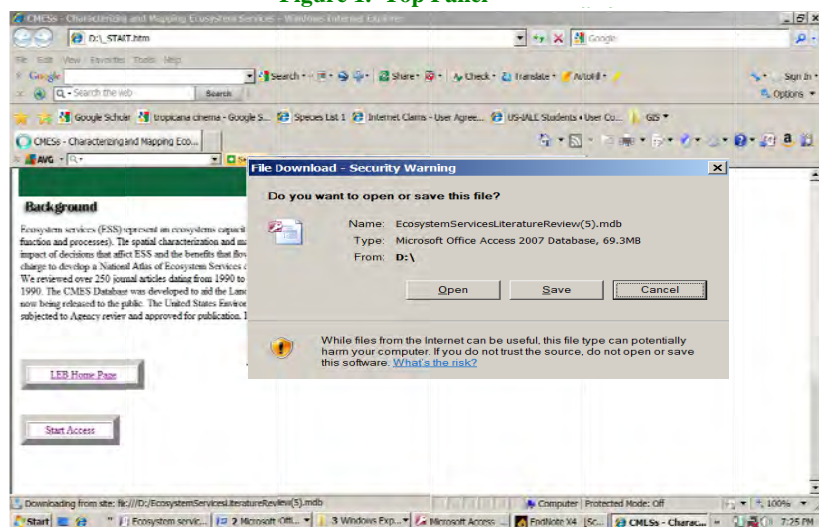 Figure 1. Top Panel
CMESs - Characterizing and Mapping Ecosystem Services - Windows Internet Explorer
D:\_START.htm
Google
File Edit View Favorites Tools Help
Google
Search
Share
Check
Translate
AutoFill
Sign In
Search the web
Search
Options
Google Scholar
tropicana cinema - Google S...
Species List 1
Internet Claims - User Agree...
US-IALE Students
User Co...
GIS
CMESs - Characterizing and Mapping Eco...
AVG
File Download - Security Warning
Do you want to open or save this file?
Name: EcosystemServicesLiteratureReview(5).mdb
Type: Microsoft Office Access 2007 Database, 69.3MB
From: D:\
Open
Save
Cancel
While files from the Internet can be useful, this file type can potentially
harm your computer. If you do not trust the source, do not open or save
this software. What's the risk?
Background
Ecosystem services (ESS) represent an ecosystems capacit
function and processes). The spatial characterization and ma
impact of decisions that affect ESS and the benefits that flow
charge to develop a National Atlas of Ecosystem Services
We reviewed over 250 journal articles dating from 1990 to
1990. The CMES Database was developed to aid the Land
now being released to the public. The United States Environ
subjected to Agency review and approved for publication.
LEB Home Page
Start Access
Downloading from site: file:///D:/EcosystemServicesLiteratureReview(5).mdb
Computer | Protected Mode: Off
100%
Start
Ecosystem servic...
2 Microsoft Offi...
3 Windows Exp...
Microsoft Access ...
EndNote X4 - [Sc...
CMESs - Charac...
7:25 PM